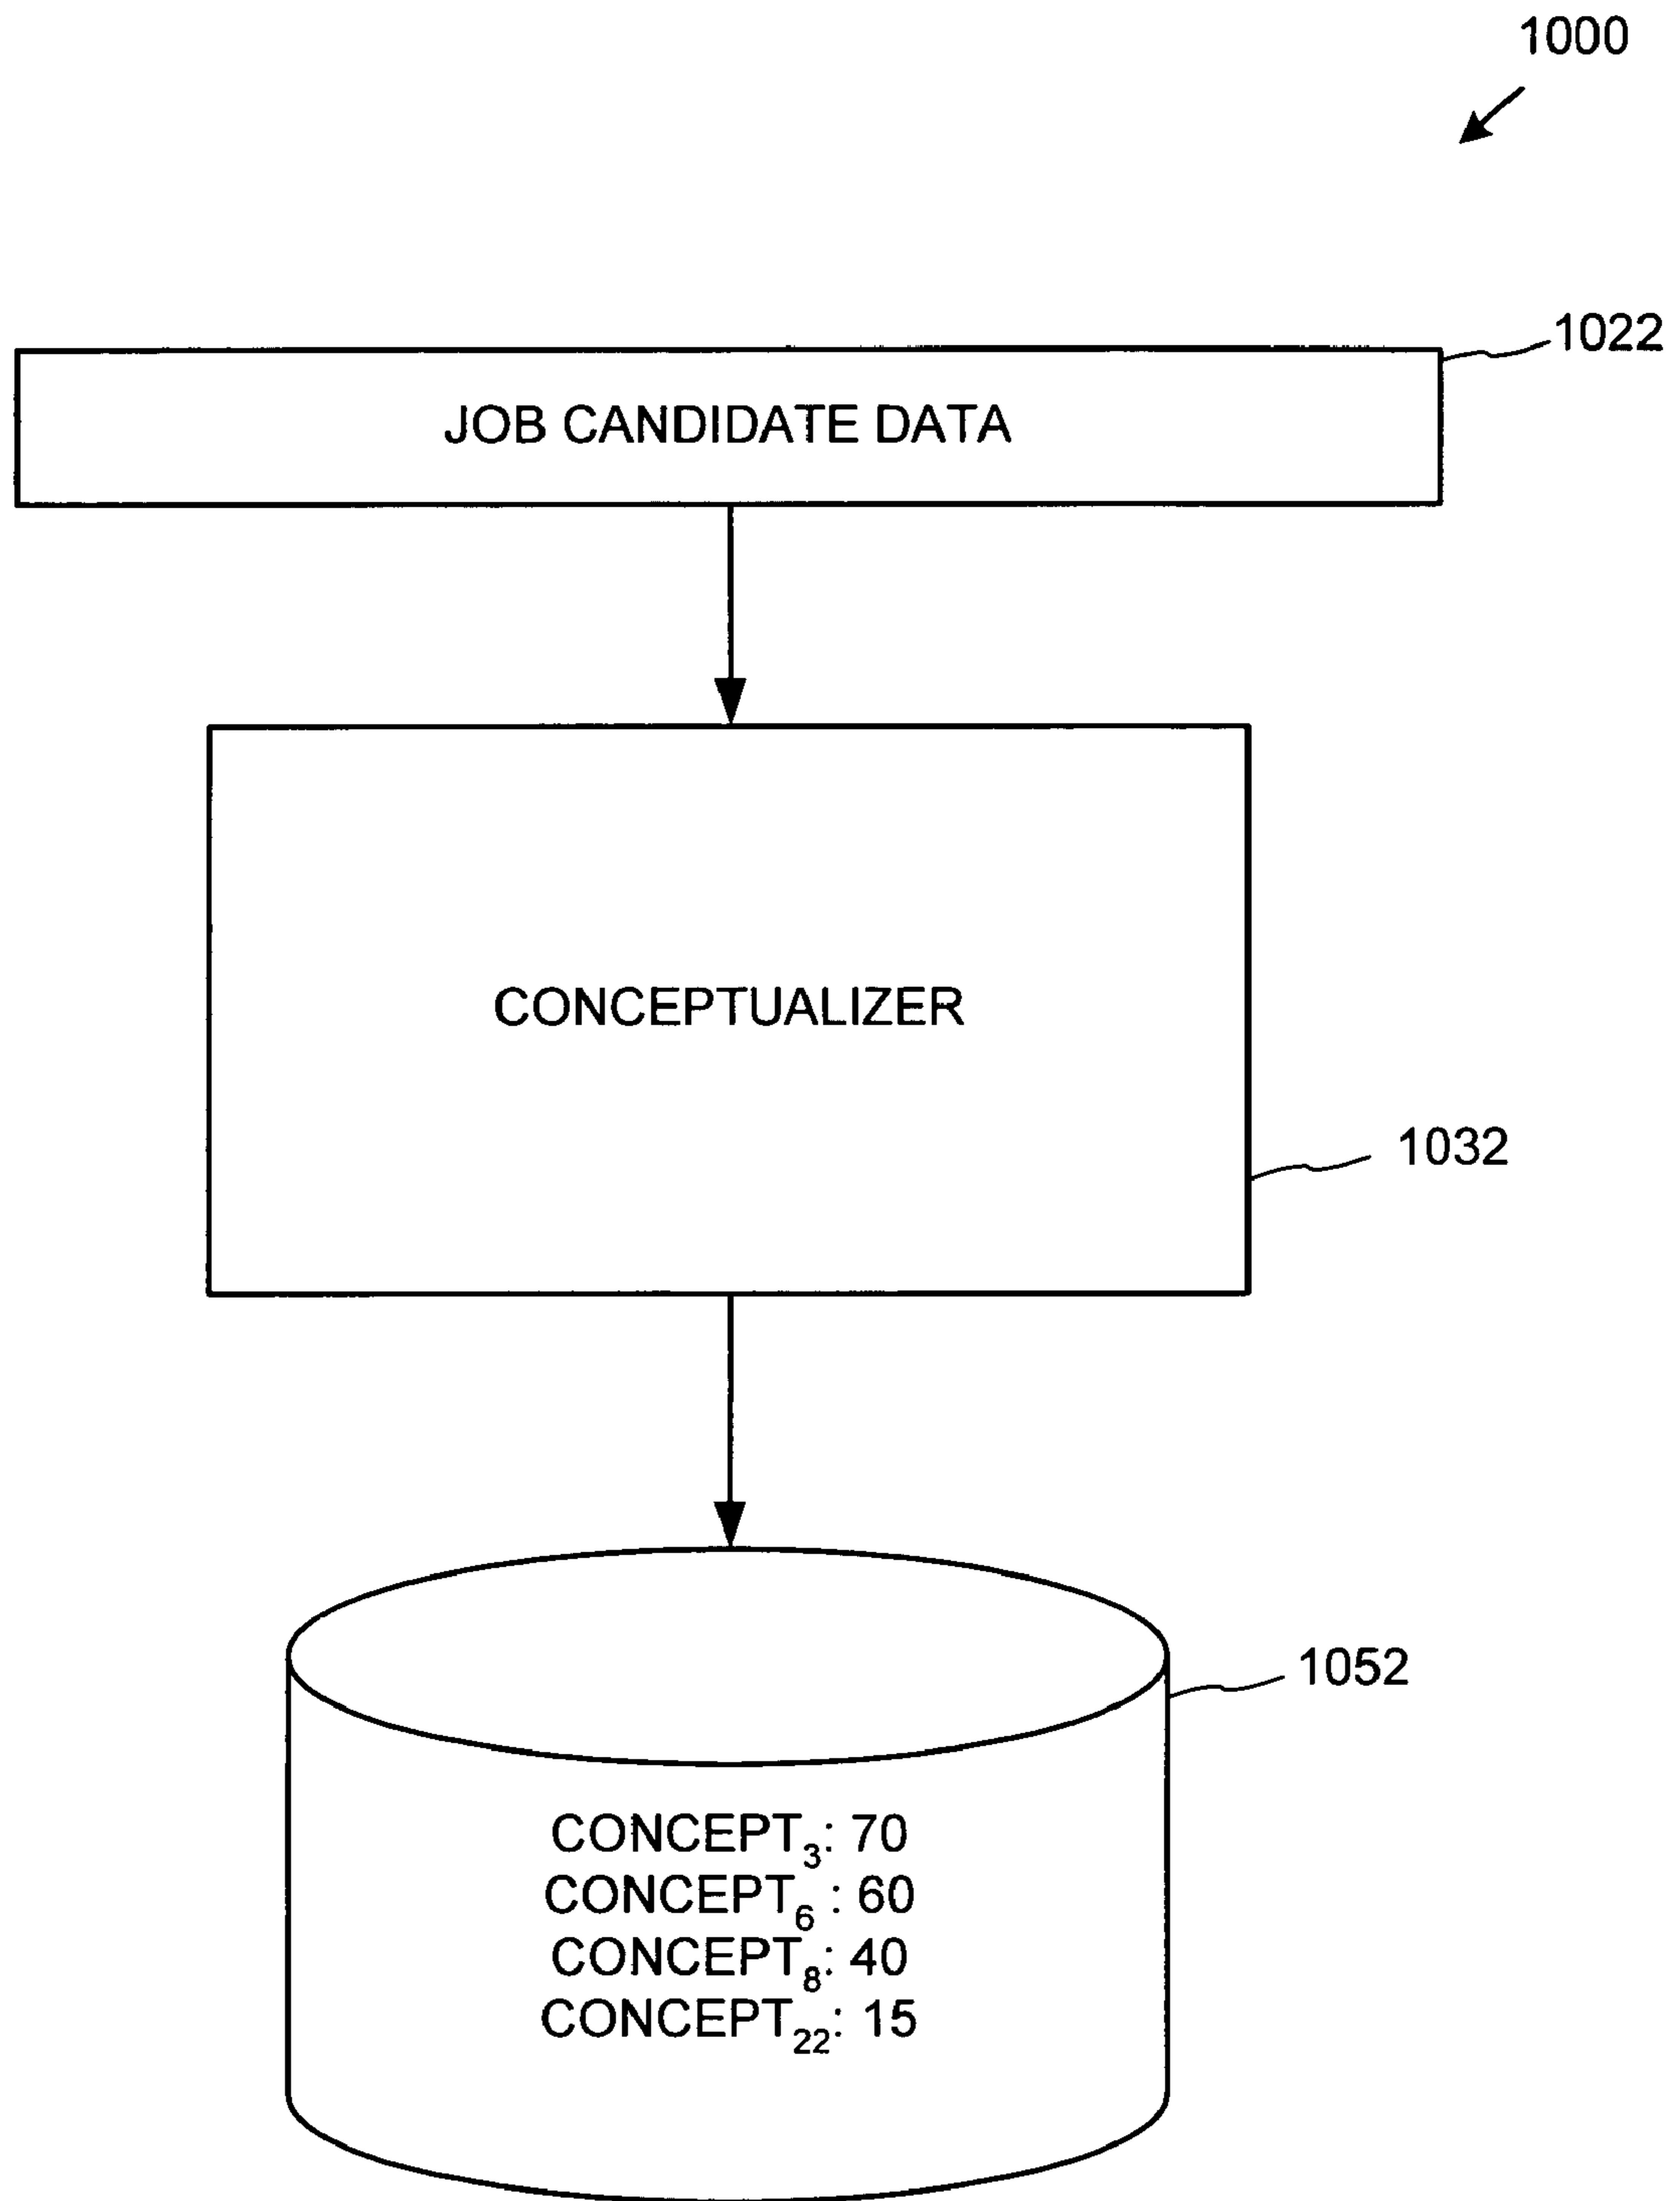 1000
1022
JOB CANDIDATE DATA
CONCEPTUALIZER
1032
1052
CONCEPT₃: 70
CONCEPT₆ : 60
CONCEPT₈: 40
CONCEPT₂₂: 15